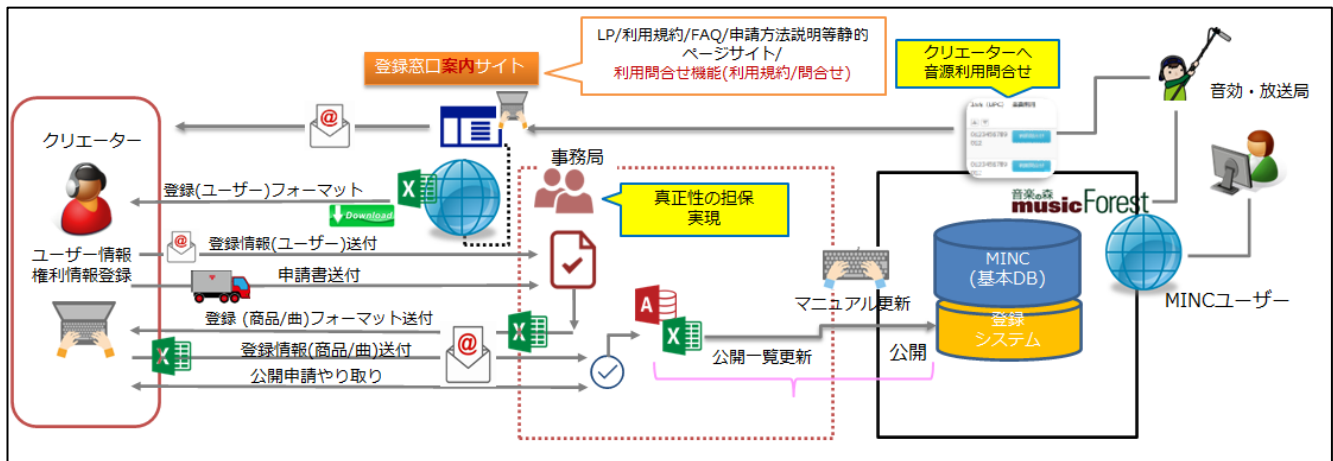 LP/利用規約/FAQ/申請方法説明等静的
ページサイト/
利用問合せ機能(利用規約/問合せ)
登録窓口案内サイト
クリエーターへ
音源利用問合せ
音効・放送局
クリエーター
事務局
真正性の担保
実現
登録(ユーザー)フォーマット
Download
音楽の森
musicForest
ユーザー情報
権利情報登録
登録情報(ユーザー)送付
申請書送付
MINC
(基本DB)
マニュアル更新
MINCユーザー
登録 (商品/曲)フォーマット送付
登録
システム
登録情報(商品/曲)送付
公開一覧更新
公開
公開申請やり取り